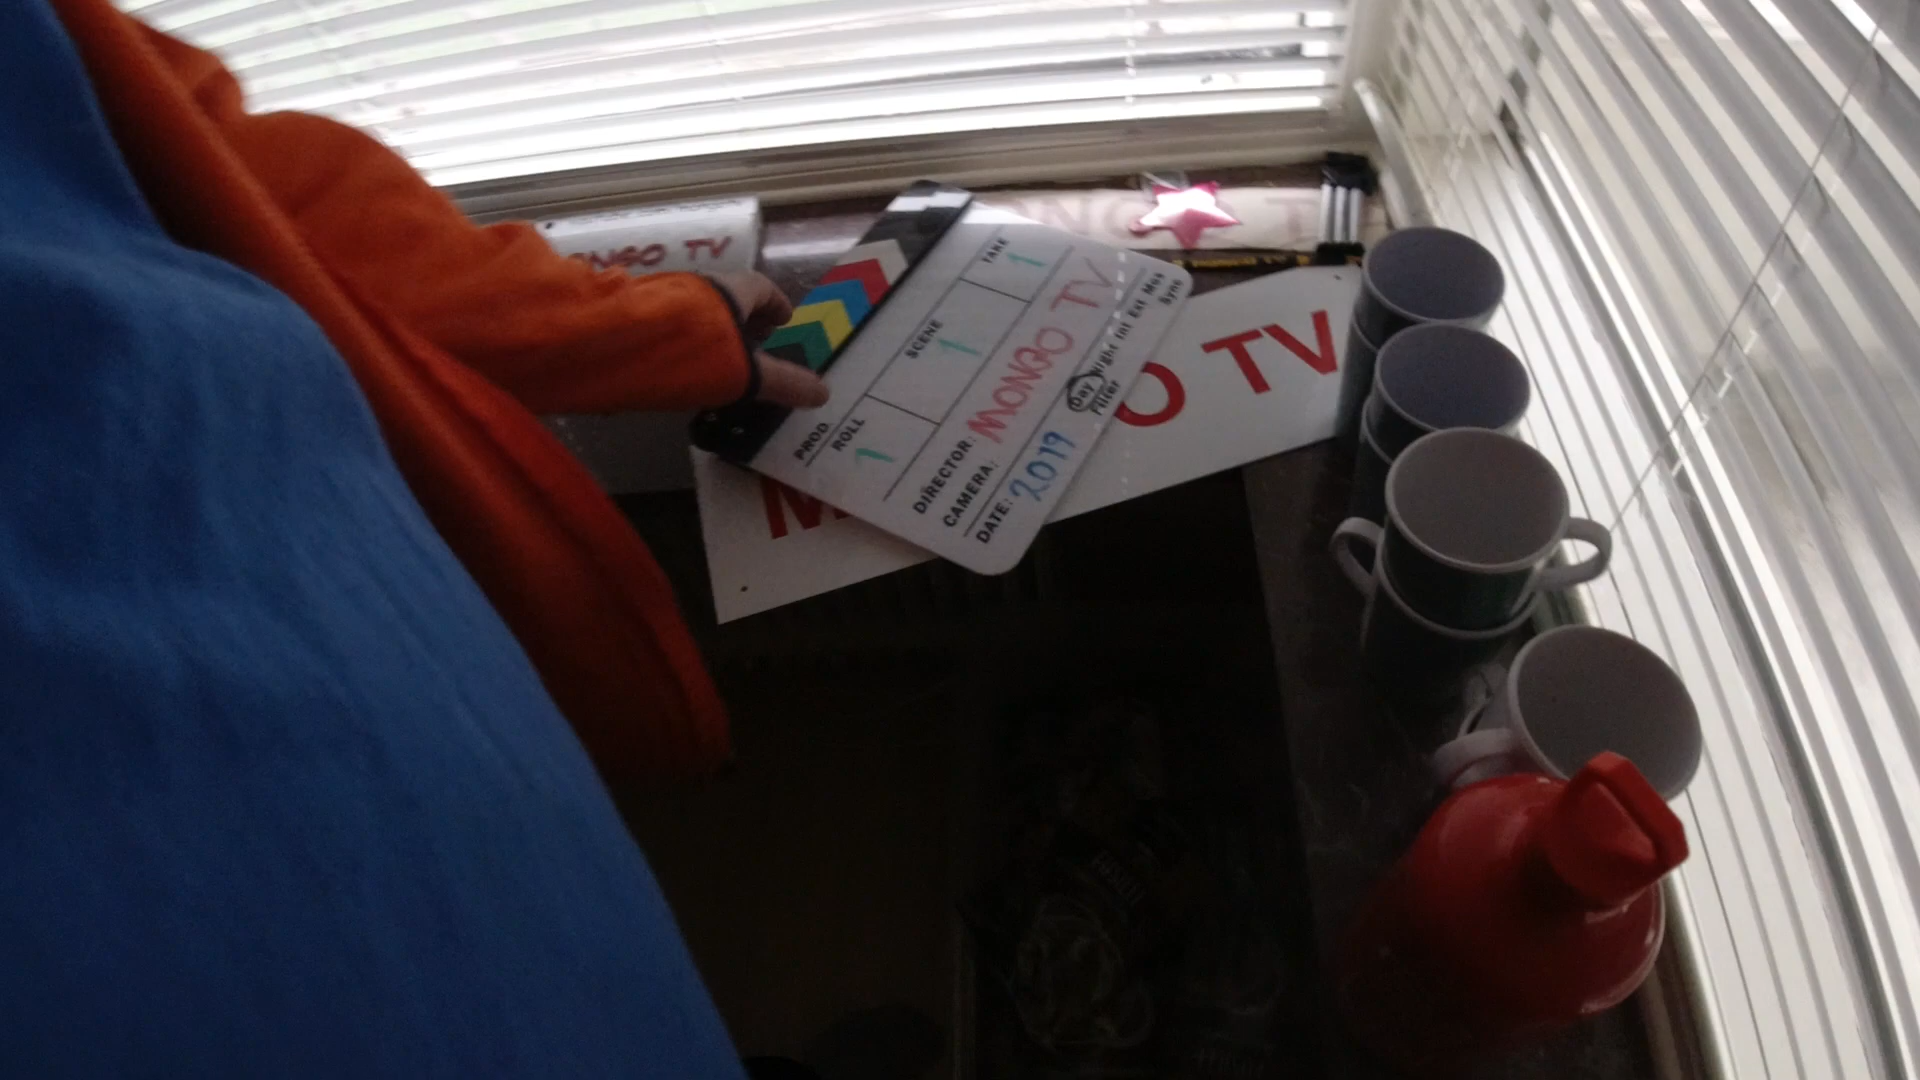 ONGO TV
PROD
ROLL
1
SCENE
1
TAKE
1
DIRECTOR: MONGO TV
CAMERA:
DATE: 2019
Day Night Int Ext Mos
Filter
Sync
M
O TV